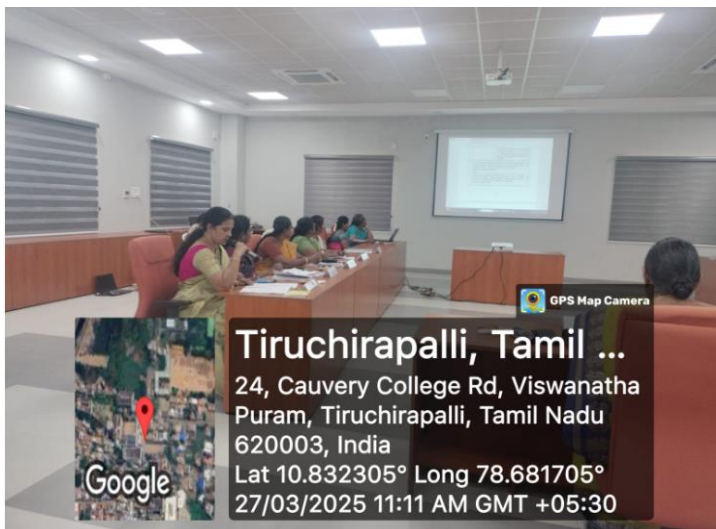 GPS Map Camera
Tiruchirapalli, Tamil ...
24, Cauvery College Rd, Viswanatha
Puram, Tiruchirapalli, Tamil Nadu
620003, India
Lat 10.832305° Long 78.681705°
27/03/2025 11:11 AM GMT +05:30
Google